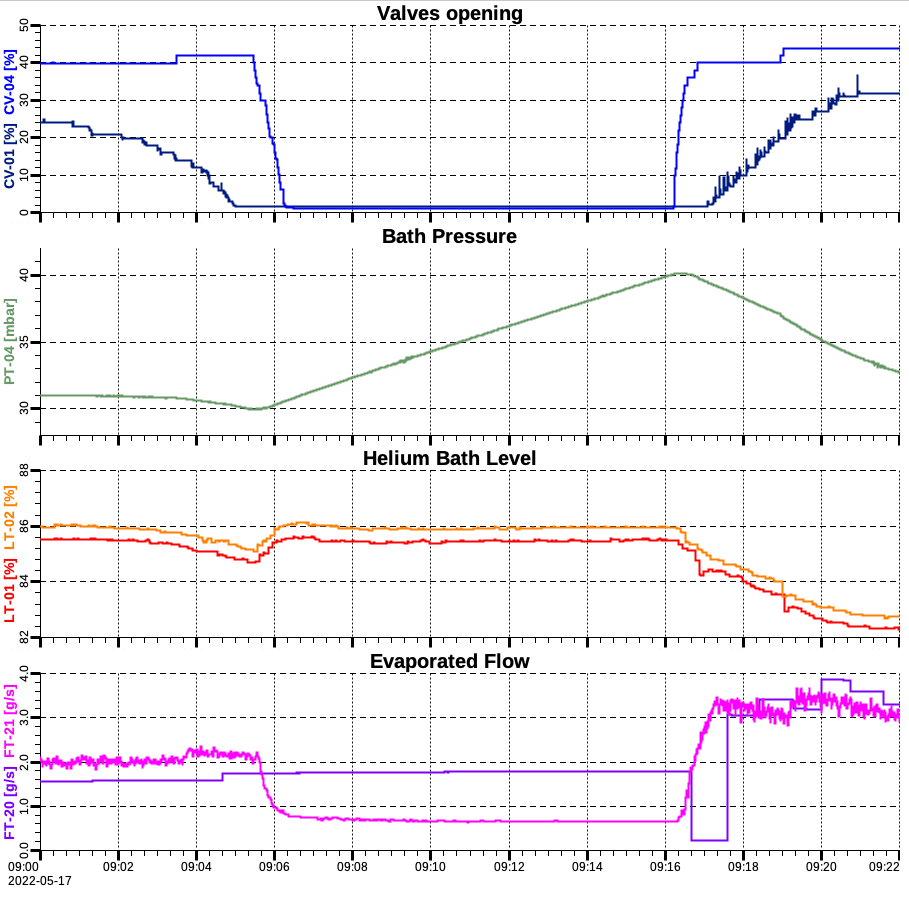 Valves opening
CV-01 [%] CV-04 [%]
0 10 20 30 40 50
Bath Pressure
PT-04 [mbar]
30 35 40
Helium Bath Level
LT-01 [%] LT-02 [%]
82 84 86 88
Evaporated Flow
FT-20 [g/s] FT-21 [g/s]
0.0 1.0 2.0 3.0 4.0
09:00 09:02 09:04 09:06 09:08 09:10 09:12 09:14 09:16 09:18 09:20 09:22
2022-05-17